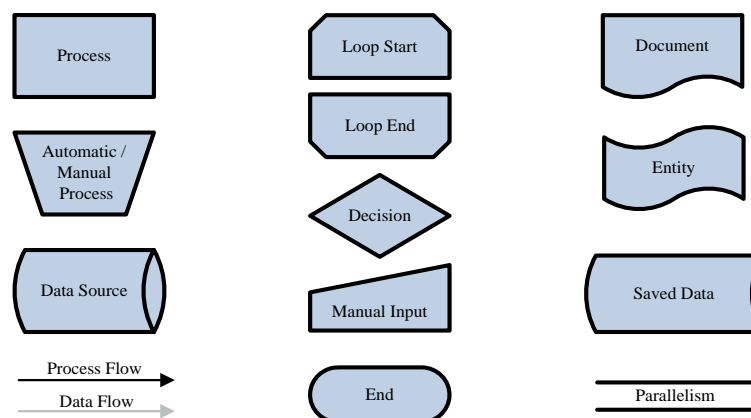 Process
Loop Start
Document
Loop End
Automatic /
Manual
Process
Entity
Decision
Data Source
Manual Input
Saved Data
Process Flow
Data Flow
End
Parallelism